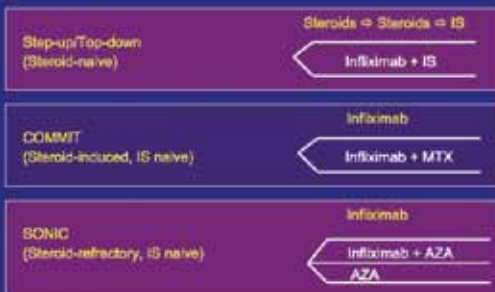 Steroids ⇨ Steroids ⇨ IS
Step-up/Top-down
(Steroid-naive)
Infliximab + IS
Infliximab
COMMIT
(Steroid-induced, IS naive)
Infliximab + MTX
Infliximab
SONIC
(Steroid-refractory, IS naive)
Infliximab + AZA
AZA